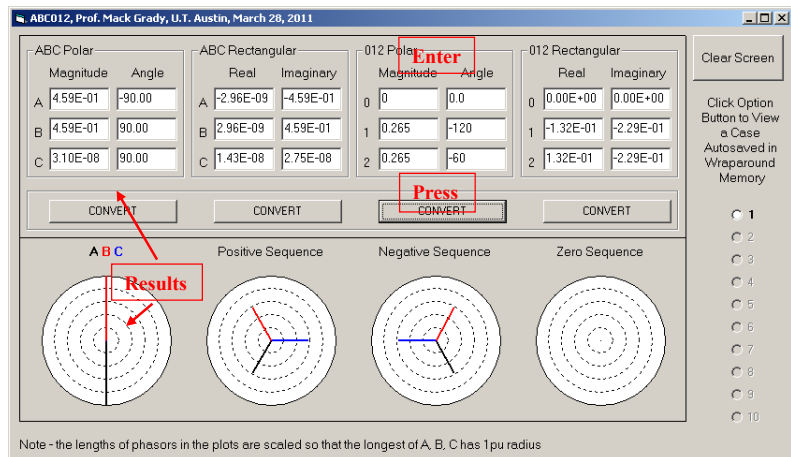 ABC012, Prof. Mack Grady, U.T. Austin, March 28, 2011
ABC Polar
Magnitude Angle
A 4.59E-01 -90.00
B 4.59E-01 90.00
C 3.10E-08 90.00
CONVERT
ABC Rectangular
Real Imaginary
A -2.96E-09 -4.59E-01
B 2.96E-09 4.59E-01
C 1.43E-08 2.75E-08
CONVERT
012 Polar
Enter
Magnitude Angle
0 0 0.0
1 0.265 -120
2 0.265 -60
Press
CONVERT
012 Rectangular
Real Imaginary
0 0.00E+00 0.00E+00
1 -1.32E-01 -2.29E-01
2 1.32E-01 -2.29E-01
CONVERT
Clear Screen
Click Option
Button to View
a Case
Autosaved in
Wraparound
Memory
1
2
3
4
5
6
7
8
9
10
A B C
Results
Positive Sequence
Negative Sequence
Zero Sequence
Note - the lengths of phasors in the plots are scaled so that the longest of A, B, C has 1pu radius